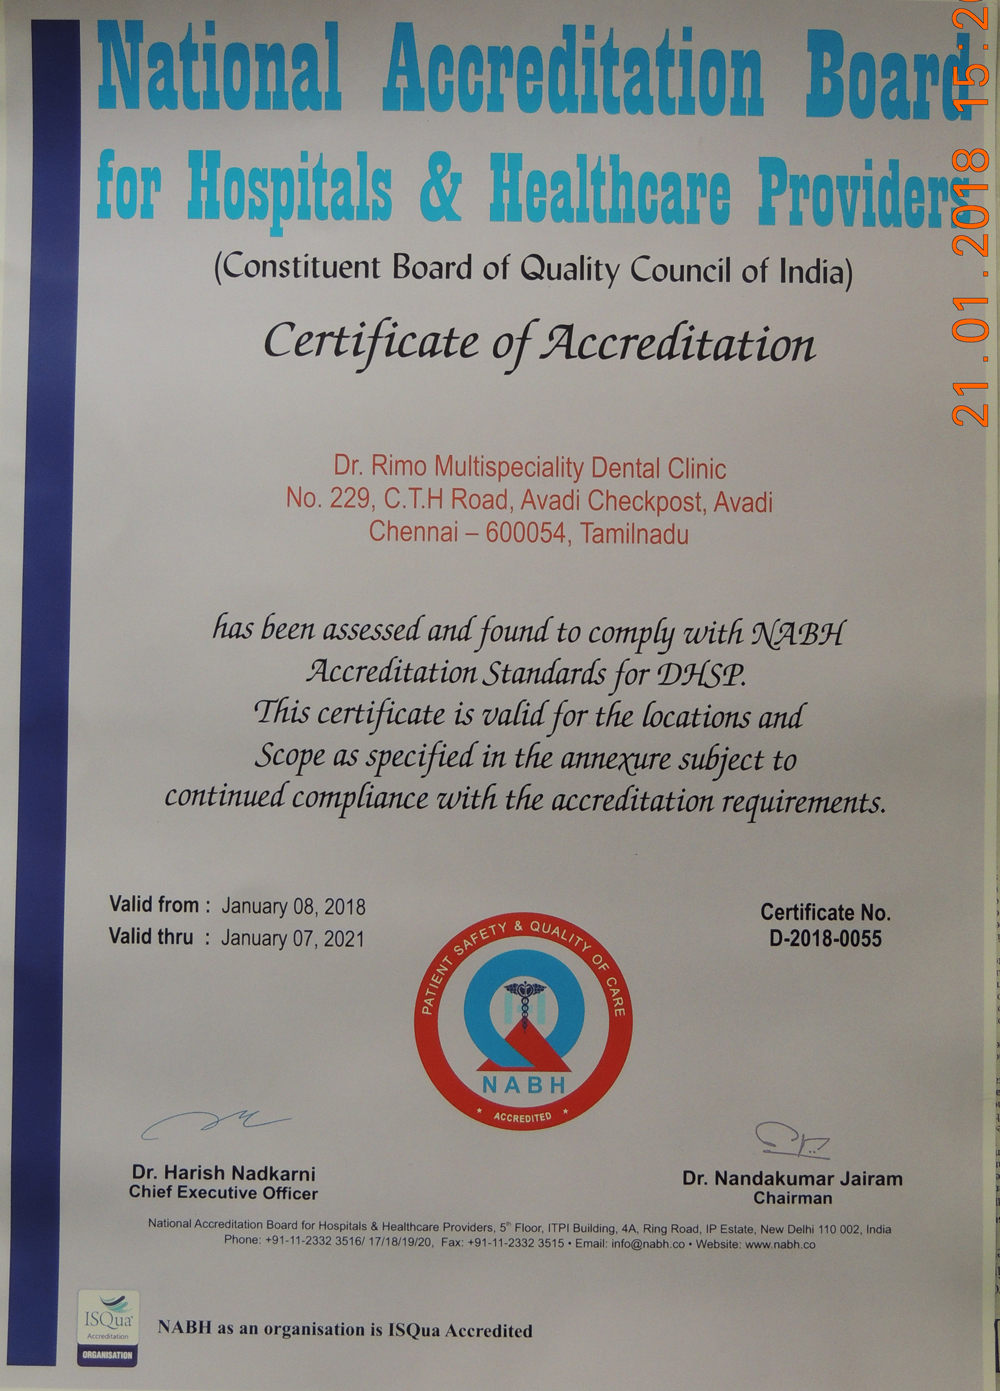 National Accreditation Board
for Hospitals & Healthcare Providers
(Constituent Board of Quality Council of India)
Certificate of Accreditation
Dr. Rimo Multispeciality Dental Clinic
No. 229, C.T.H Road, Avadi Checkpost, Avadi
Chennai – 600054, Tamilnadu
has been assessed and found to comply with NABH
Accreditation Standards for DHSP.
This certificate is valid for the locations and
Scope as specified in the annexure subject to
continued compliance with the accreditation requirements.
Valid from : January 08, 2018
Valid thru : January 07, 2021
Certificate No.
D-2018-0055
PATIENT SAFETY & QUALITY OF CARE
NABH
* ACCREDITED *
Dr. Harish Nadkarni
Chief Executive Officer
Dr. Nandakumar Jairam
Chairman
National Accreditation Board for Hospitals & Healthcare Providers, 5th Floor, ITPI Building, 4A, Ring Road, IP Estate, New Delhi 110 002, India
Phone: +91-11-2332 3516/ 17/18/19/20, Fax: +91-11-2332 3515 • Email: info@nabh.co • Website: www.nabh.co
ISQua
Accreditation
ORGANISATION
NABH as an organisation is ISQua Accredited
21.01.2018 15:20